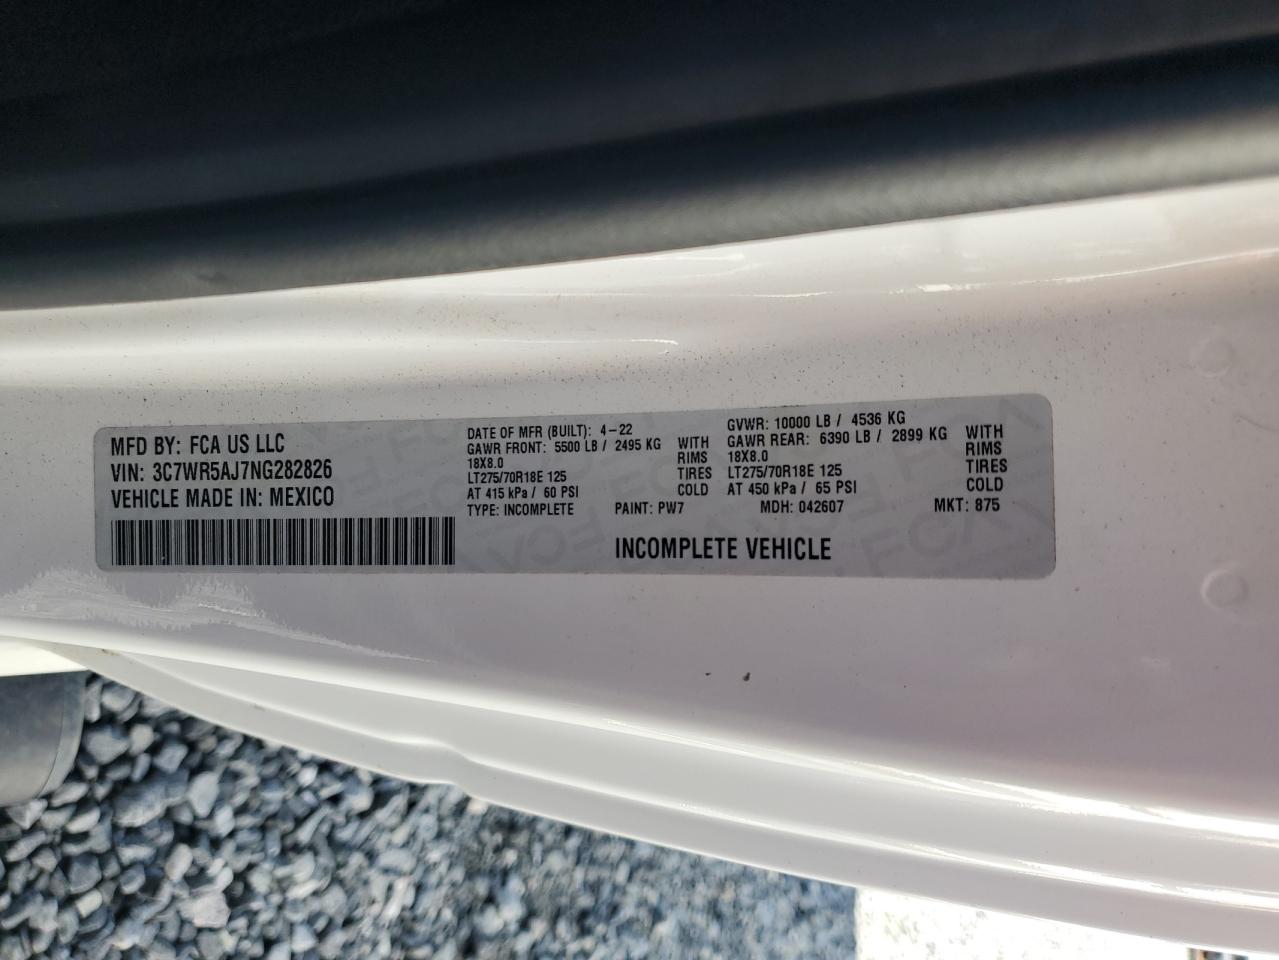 MFD BY: FCA US LLC
VIN: 3C7WR5AJ7NG282826
VEHICLE MADE IN: MEXICO
DATE OF MFR (BUILT): 4-22
GAWR FRONT: 5500 LB / 2495 KG WITH
18X8.0 RIMS
LT275/70R18E 125 TIRES
AT 415 kPa / 60 PSI COLD
TYPE: INCOMPLETE
GVWR: 10000 LB / 4536 KG
GAWR REAR: 6390 LB / 2899 KG WITH
18X8.0 RIMS
LT275/70R18E 125 TIRES
AT 450 kPa / 65 PSI COLD
PAINT: PW7 MDH: 042607 MKT: 875
INCOMPLETE VEHICLE